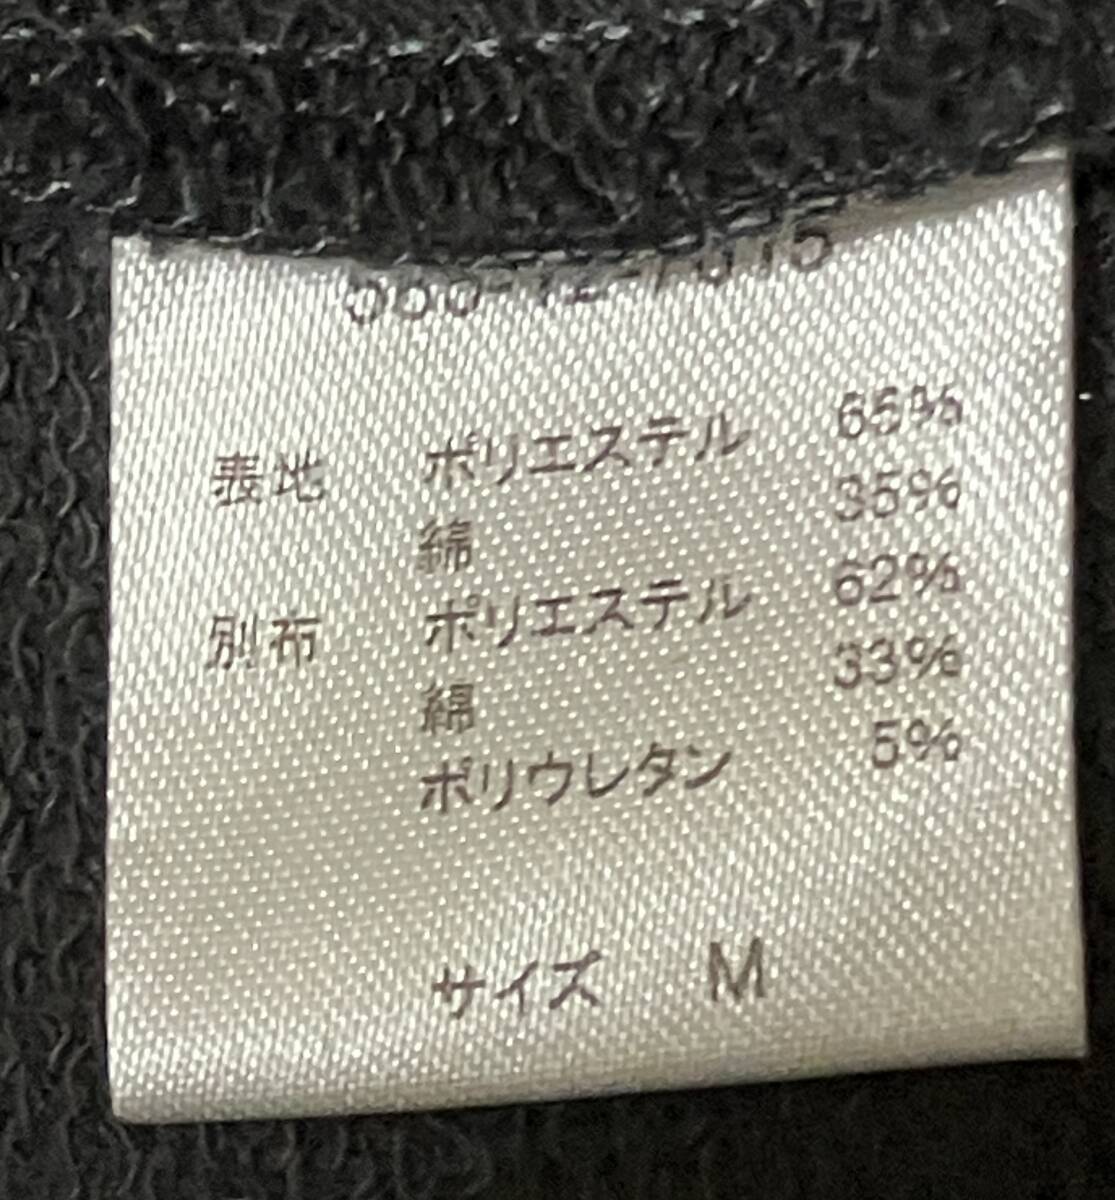 表地 ポリエステル 65%
綿 35%
別布 ポリエステル 62%
綿 33%
ポリウレタン 5%
サイズ M